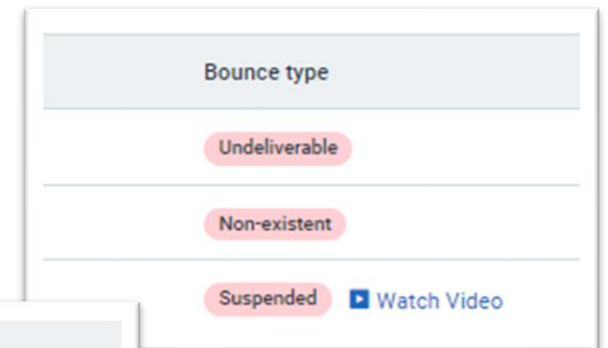 Bounce type
Undeliverable
Non-existent
Suspended Watch Video